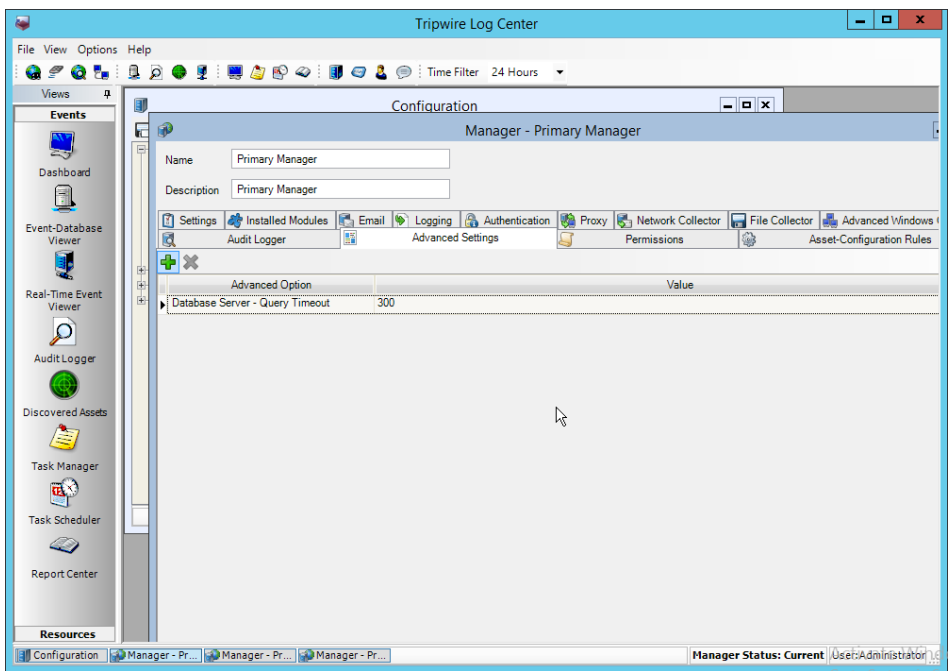 Tripwire Log Center
File View Options Help
Time Filter 24 Hours
Views
Events
Dashboard
Event-Database
Viewer
Real-Time Event
Viewer
Audit Logger
Discovered Assets
Task Manager
Task Scheduler
Report Center
Resources
Configuration
Manager - Primary Manager
Name Primary Manager
Description Primary Manager
Settings Installed Modules Email Logging Authentication Proxy Network Collector File Collector Advanced Windows
Audit Logger Advanced Settings Permissions Asset-Configuration Rules
Advanced Option Value
Database Server - Query Timeout 300
Configuration Manager - Pr... Manager - Pr... Manager - Pr... Manager Status: Current User:Administrator